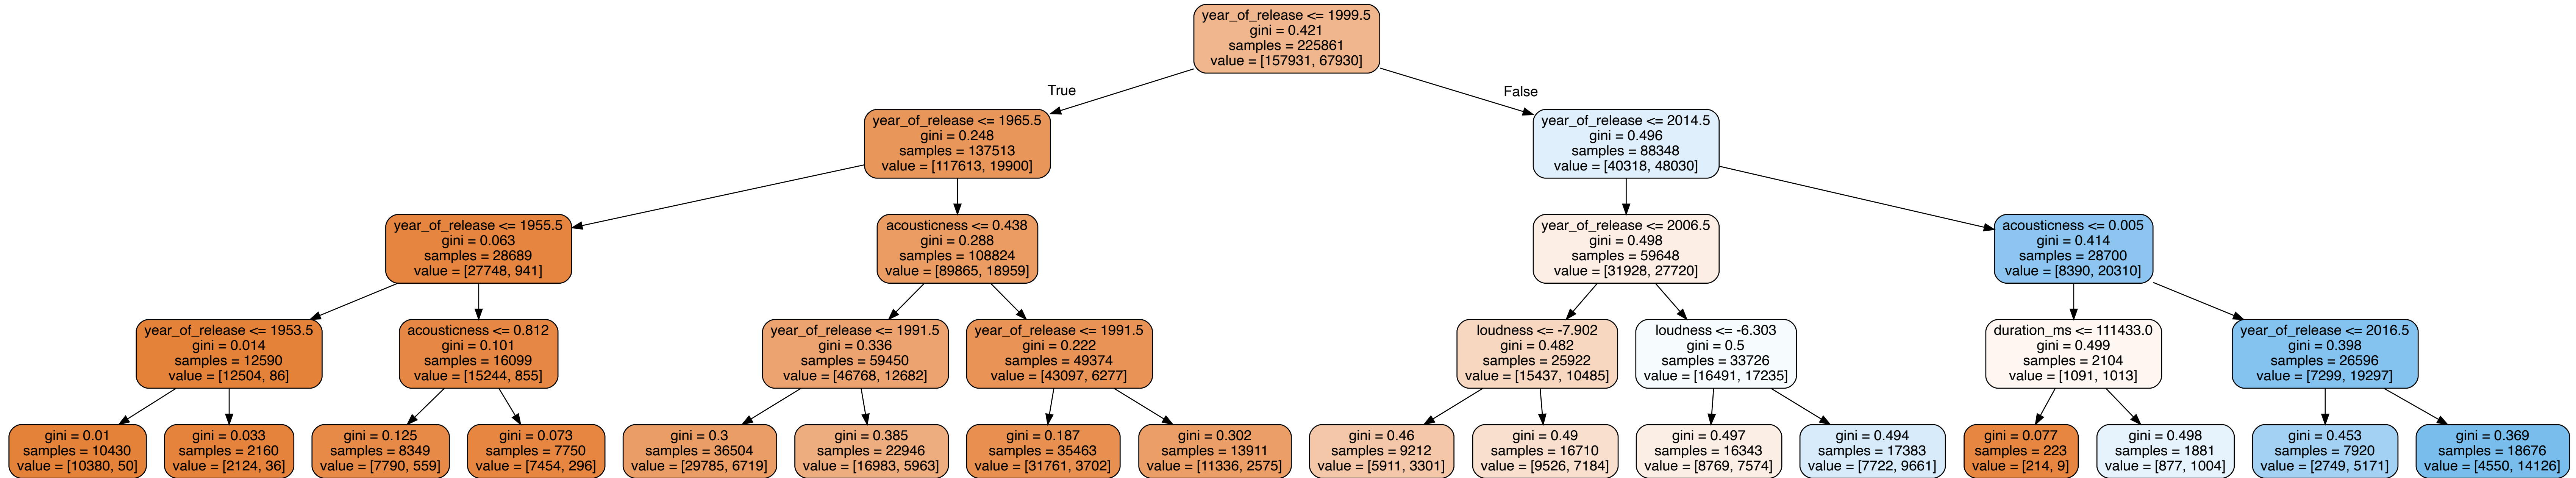 year_of_release <= 1999.5
gini = 0.421
samples = 225861
value = [157931, 67930]
True
False
year_of_release <= 1965.5
gini = 0.248
samples = 137513
value = [117613, 19900]
year_of_release <= 2014.5
gini = 0.496
samples = 88348
value = [40318, 48030]
year_of_release <= 1955.5
gini = 0.063
samples = 28689
value = [27748, 941]
acousticness <= 0.438
gini = 0.288
samples = 108824
value = [89865, 18959]
year_of_release <= 2006.5
gini = 0.498
samples = 59648
value = [31928, 27720]
acousticness <= 0.005
gini = 0.414
samples = 28700
value = [8390, 20310]
year_of_release <= 1953.5
gini = 0.014
samples = 12590
value = [12504, 86]
acousticness <= 0.812
gini = 0.101
samples = 16099
value = [15244, 855]
year_of_release <= 1991.5
gini = 0.336
samples = 59450
value = [46768, 12682]
year_of_release <= 1991.5
gini = 0.222
samples = 49374
value = [43097, 6277]
loudness <= -7.902
gini = 0.482
samples = 25922
value = [15437, 10485]
loudness <= -6.303
gini = 0.5
samples = 33726
value = [16491, 17235]
duration_ms <= 111433.0
gini = 0.499
samples = 2104
value = [1091, 1013]
year_of_release <= 2016.5
gini = 0.398
samples = 26596
value = [7299, 19297]
gini = 0.01
samples = 10430
value = [10380, 50]
gini = 0.033
samples = 2160
value = [2124, 36]
gini = 0.125
samples = 8349
value = [7790, 559]
gini = 0.073
samples = 7750
value = [7454, 296]
gini = 0.3
samples = 36504
value = [29785, 6719]
gini = 0.385
samples = 22946
value = [16983, 5963]
gini = 0.187
samples = 35463
value = [31761, 3702]
gini = 0.302
samples = 13911
value = [11336, 2575]
gini = 0.46
samples = 9212
value = [5911, 3301]
gini = 0.49
samples = 16710
value = [9526, 7184]
gini = 0.497
samples = 16343
value = [8769, 7574]
gini = 0.494
samples = 17383
value = [7722, 9661]
gini = 0.077
samples = 223
value = [214, 9]
gini = 0.498
samples = 1881
value = [877, 1004]
gini = 0.453
samples = 7920
value = [2749, 5171]
gini = 0.369
samples = 18676
value = [4550, 14126]